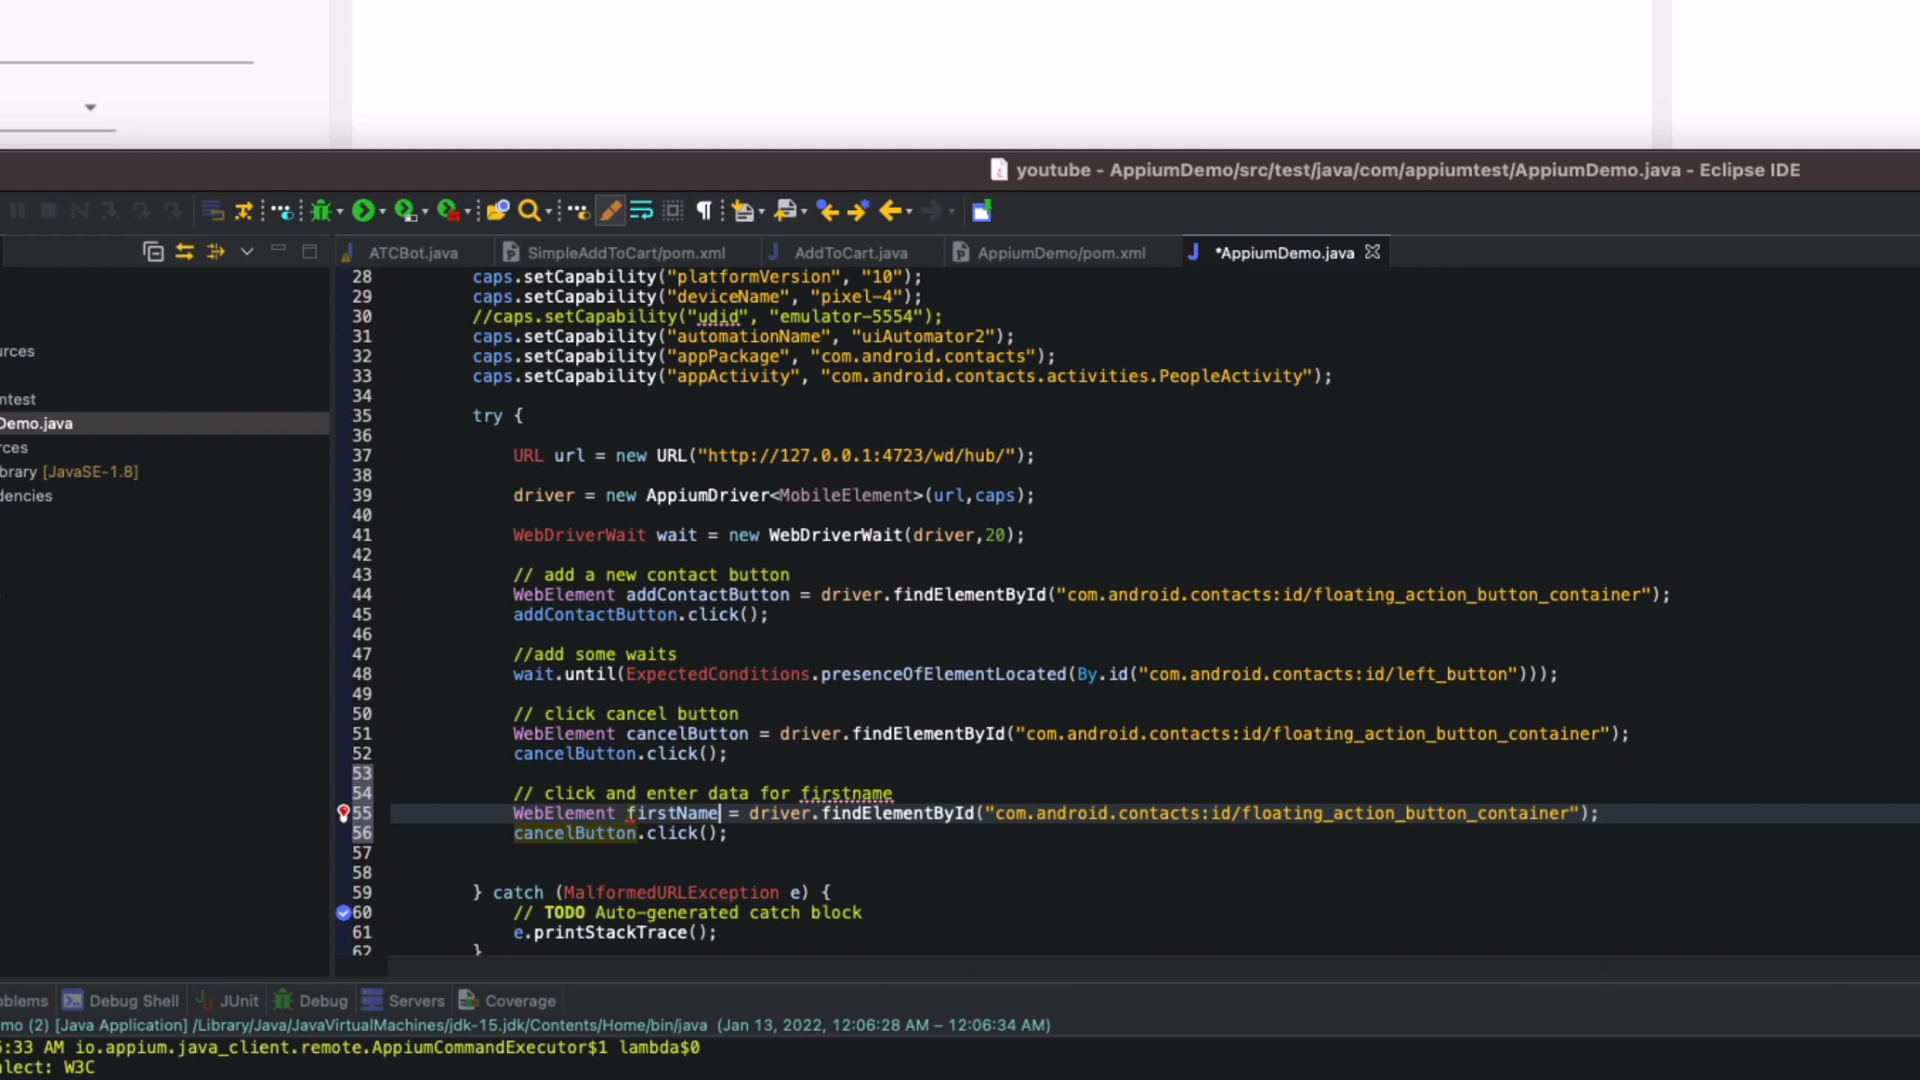 youtube - AppiumDemo/src/test/java/com/appiumtest/AppiumDemo.java - Eclipse IDE
ATCBot.java
SimpleAddToCart/pom.xml
AddToCart.java
AppiumDemo/pom.xml
*AppiumDemo.java
urces
mtest
Demo.java
rces
brary [JavaSE-1.8]
dencies
28 caps.setCapability("platformVersion", "10");
29 caps.setCapability("deviceName", "pixel-4");
30 //caps.setCapability("udid", "emulator-5554");
31 caps.setCapability("automationName", "uiAutomator2");
32 caps.setCapability("appPackage", "com.android.contacts");
33 caps.setCapability("appActivity", "com.android.contacts.activities.PeopleActivity");
34
35 try {
36
37 URL url = new URL("http://127.0.0.1:4723/wd/hub/");
38
39 driver = new AppiumDriver<MobileElement>(url,caps);
40
41 WebDriverWait wait = new WebDriverWait(driver,20);
42
43 // add a new contact button
44 WebElement addContactButton = driver.findElementById("com.android.contacts:id/floating_action_button_container");
45 addContactButton.click();
46
47 //add some waits
48 wait.until(ExpectedConditions.presenceOfElementLocated(By.id("com.android.contacts:id/left_button")));
49
50 // click cancel button
51 WebElement cancelButton = driver.findElementById("com.android.contacts:id/floating_action_button_container");
52 cancelButton.click();
53
54 // click and enter data for firstname
55 WebElement firstName = driver.findElementById("com.android.contacts:id/floating_action_button_container");
56 cancelButton.click();
57
58
59 } catch (MalformedURLException e) {
60 // TODO Auto-generated catch block
61 e.printStackTrace();
62 }
oblems
Debug Shell
JUnit
Debug
Servers
Coverage
mo (2) [Java Application] /Library/Java/JavaVirtualMachines/jdk-15.jdk/Contents/Home/bin/java (Jan 13, 2022, 12:06:28 AM – 12:06:34 AM)
:33 AM io.appium.java_client.remote.AppiumCommandExecutor$1 lambda$0
alect: W3C